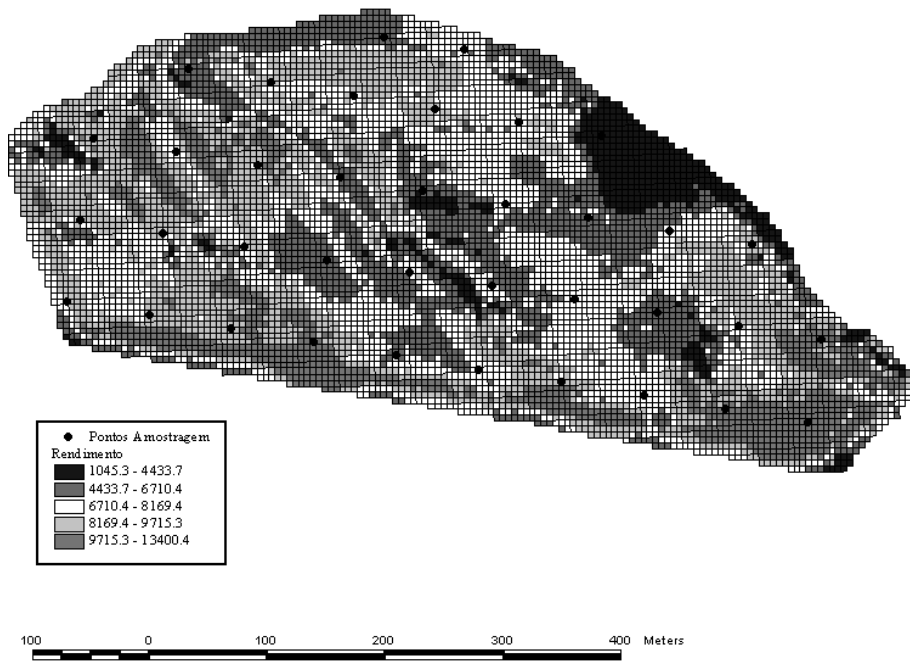 Pontos Amostragem
Rendimento
1045.3 - 4433.7
4433.7 - 6710.4
6710.4 - 8169.4
8169.4 - 9715.3
9715.3 - 13400.4
100 0 100 200 300 400 Meters